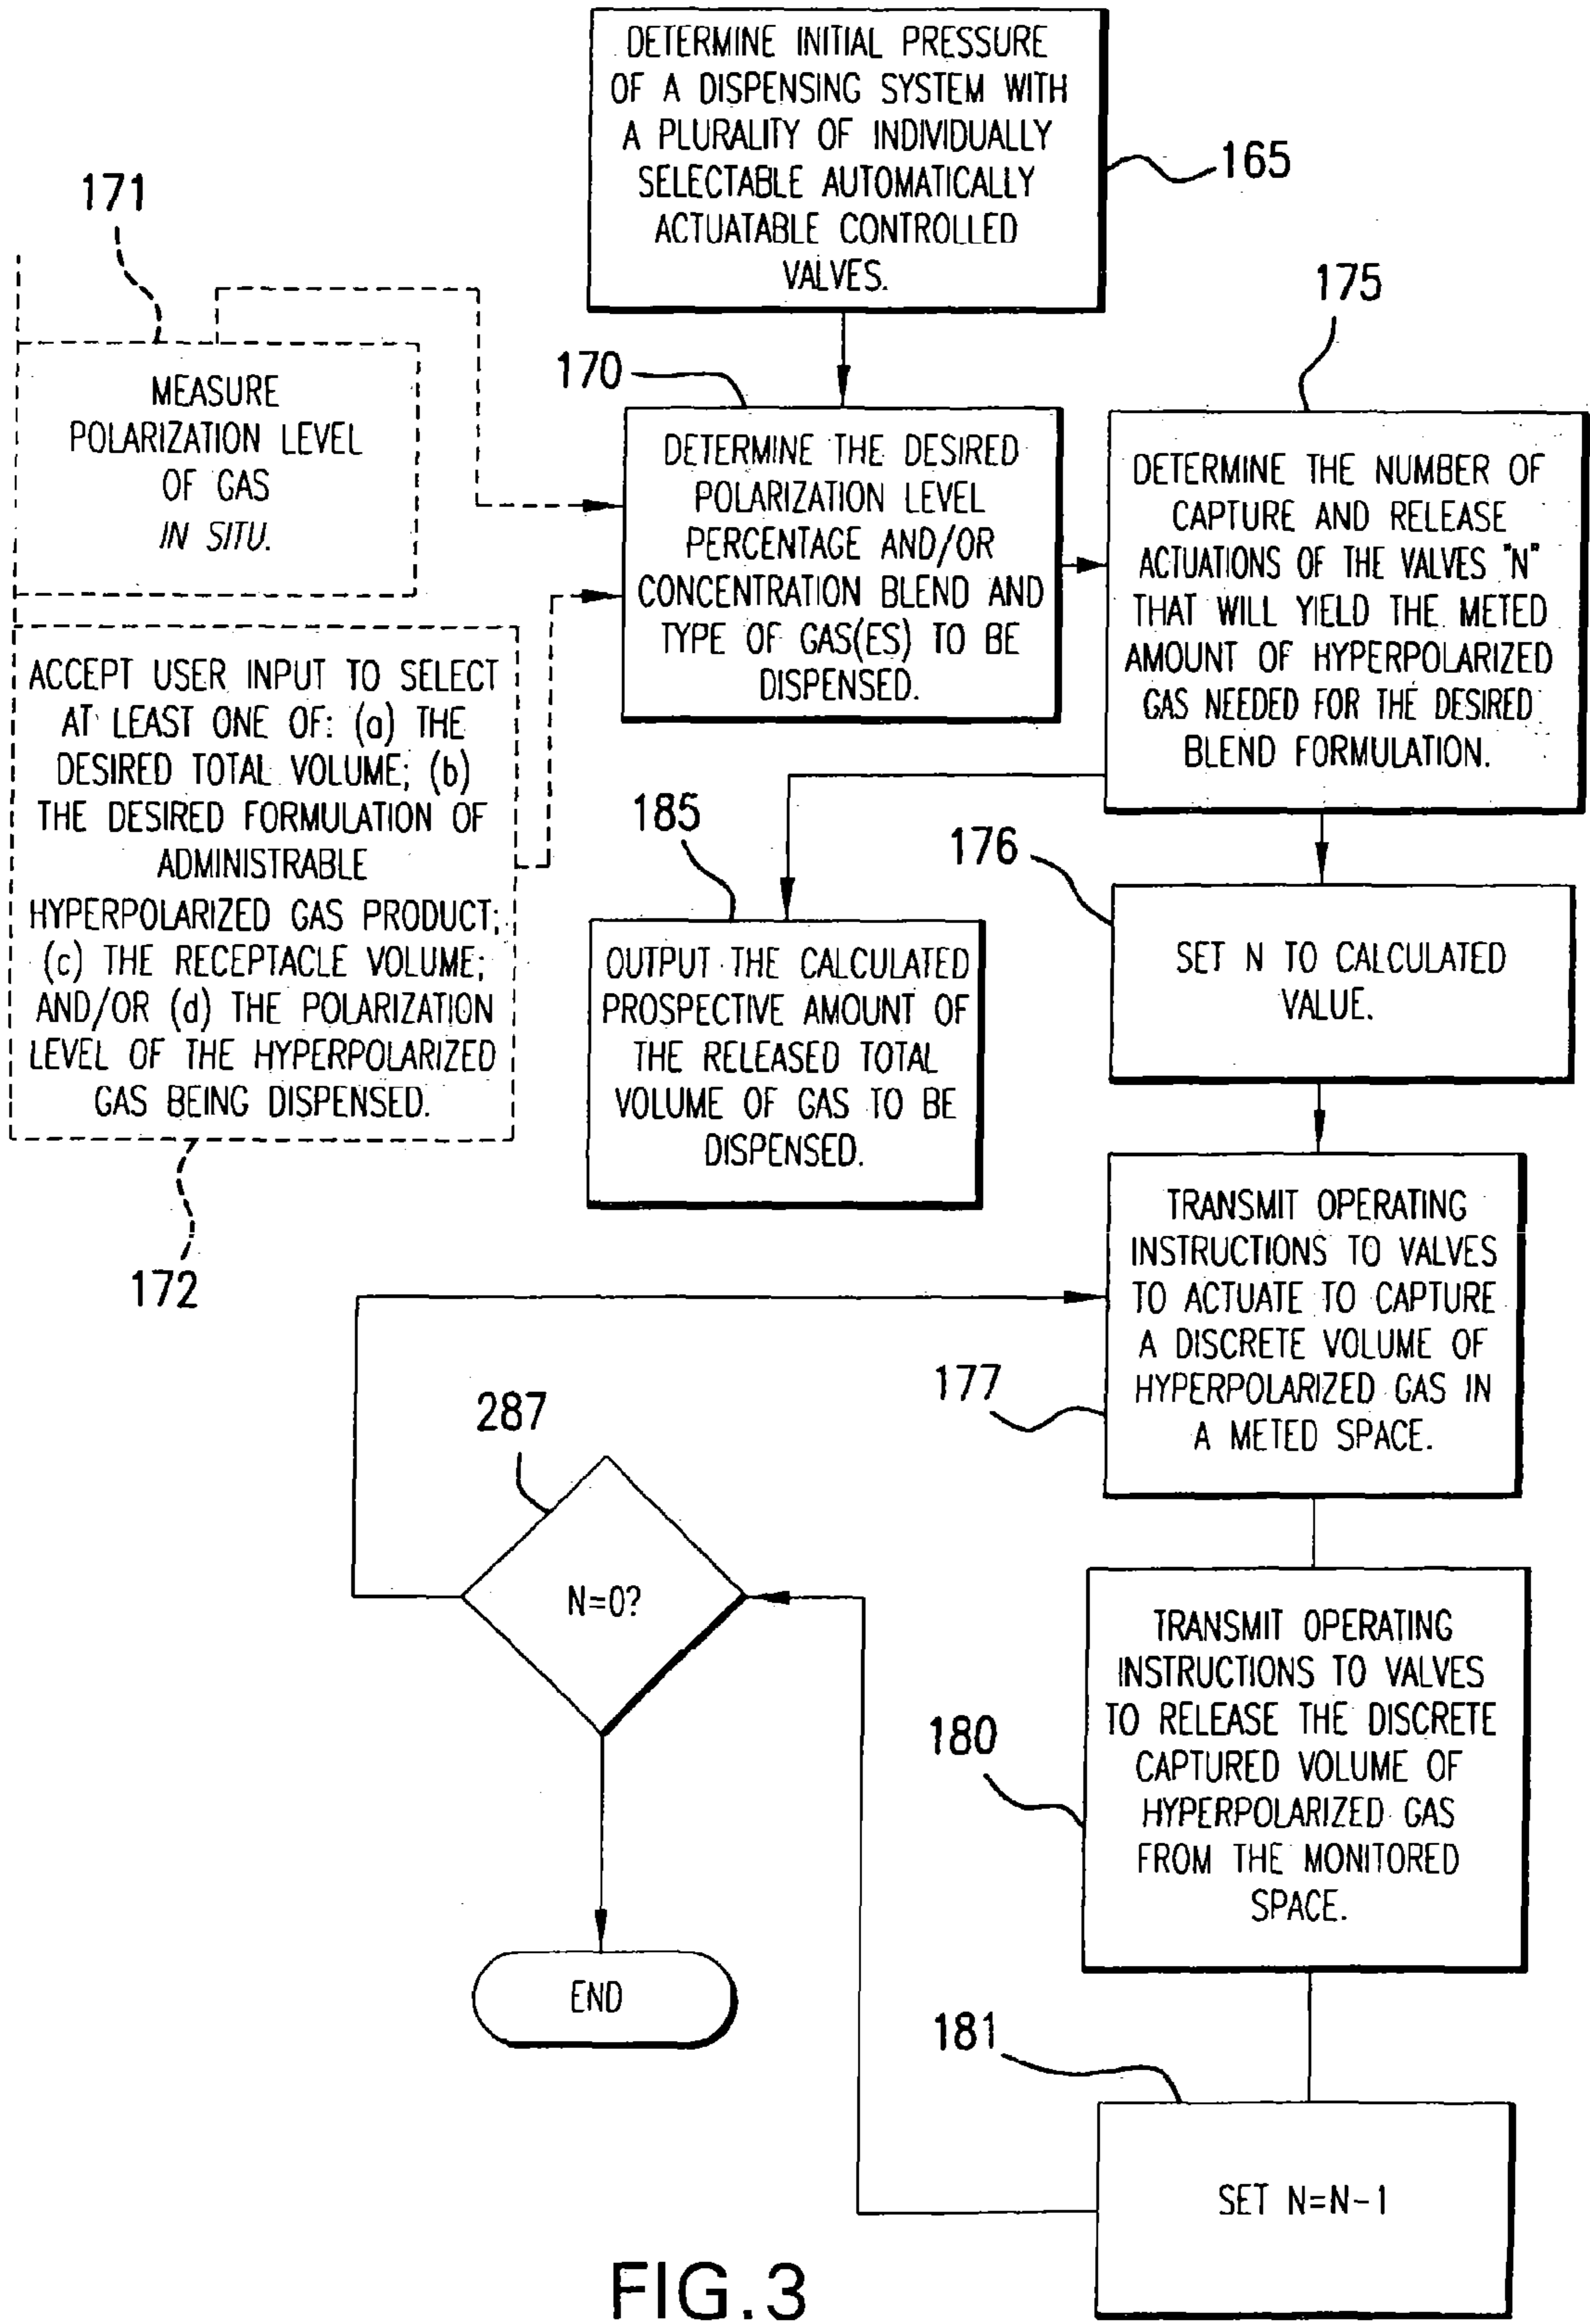 DETERMINE INITIAL PRESSURE
OF A DISPENSING SYSTEM WITH
A PLURALITY OF INDIVIDUALLY
SELECTABLE AUTOMATICALLY
ACTUATABLE CONTROLLED
VALVES.
165
171
MEASURE
POLARIZATION LEVEL
OF GAS
IN SITU.
170
DETERMINE THE DESIRED
POLARIZATION LEVEL
PERCENTAGE AND/OR
CONCENTRATION BLEND AND
TYPE OF GAS(ES) TO BE
DISPENSED.
175
DETERMINE THE NUMBER OF
CAPTURE AND RELEASE
ACTUATIONS OF THE VALVES "N"
THAT WILL YIELD THE METED
AMOUNT OF HYPERPOLARIZED
GAS NEEDED FOR THE DESIRED
BLEND FORMULATION.
ACCEPT USER INPUT TO SELECT
AT LEAST ONE OF: (a) THE
DESIRED TOTAL VOLUME; (b)
THE DESIRED FORMULATION OF
ADMINISTRABLE
HYPERPOLARIZED GAS PRODUCT;
(c) THE RECEPTACLE VOLUME;
AND/OR (d) THE POLARIZATION
LEVEL OF THE HYPERPOLARIZED
GAS BEING DISPENSED.
172
185
OUTPUT THE CALCULATED
PROSPECTIVE AMOUNT OF
THE RELEASED TOTAL
VOLUME OF GAS TO BE
DISPENSED.
176
SET N TO CALCULATED
VALUE.
177
TRANSMIT OPERATING
INSTRUCTIONS TO VALVES
TO ACTUATE TO CAPTURE
A DISCRETE VOLUME OF
HYPERPOLARIZED GAS IN
A METED SPACE.
287
N=0?
180
TRANSMIT OPERATING
INSTRUCTIONS TO VALVES
TO RELEASE THE DISCRETE
CAPTURED VOLUME OF
HYPERPOLARIZED GAS
FROM THE MONITORED
SPACE.
END
181
SET N=N-1
FIG.3